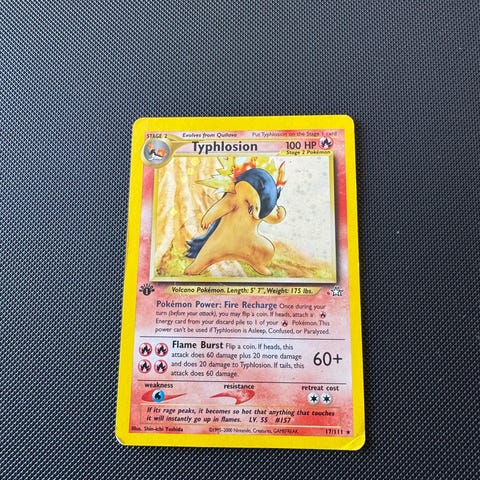 STAGE 2 Evolves from Quilava Put Typhlosion on the Stage 1 card
Typhlosion 100 HP
Stage 2 Pokémon
Volcano Pokémon. Length: 5' 7", Weight: 175 lbs.
Pokémon Power: Fire Recharge Once during your
turn (before your attack), you may flip a coin. If heads, attach a
Energy card from your discard pile to 1 of your Pokémon. This
power can't be used if Typhlosion is Asleep, Confused, or Paralyzed.
Flame Burst Flip a coin. If heads, this
attack does 60 damage plus 20 more damage
and does 20 damage to Typhlosion. If tails, this
attack does 60 damage.
60+
weakness resistance retreat cost
If its rage peaks, it becomes so hot that anything that touches
it will instantly go up in flames. LV. 55 #157
Illus. Shin-ichi Yoshida ©1995-2000 Nintendo, Creatures, GAMEFREAK. 17/111